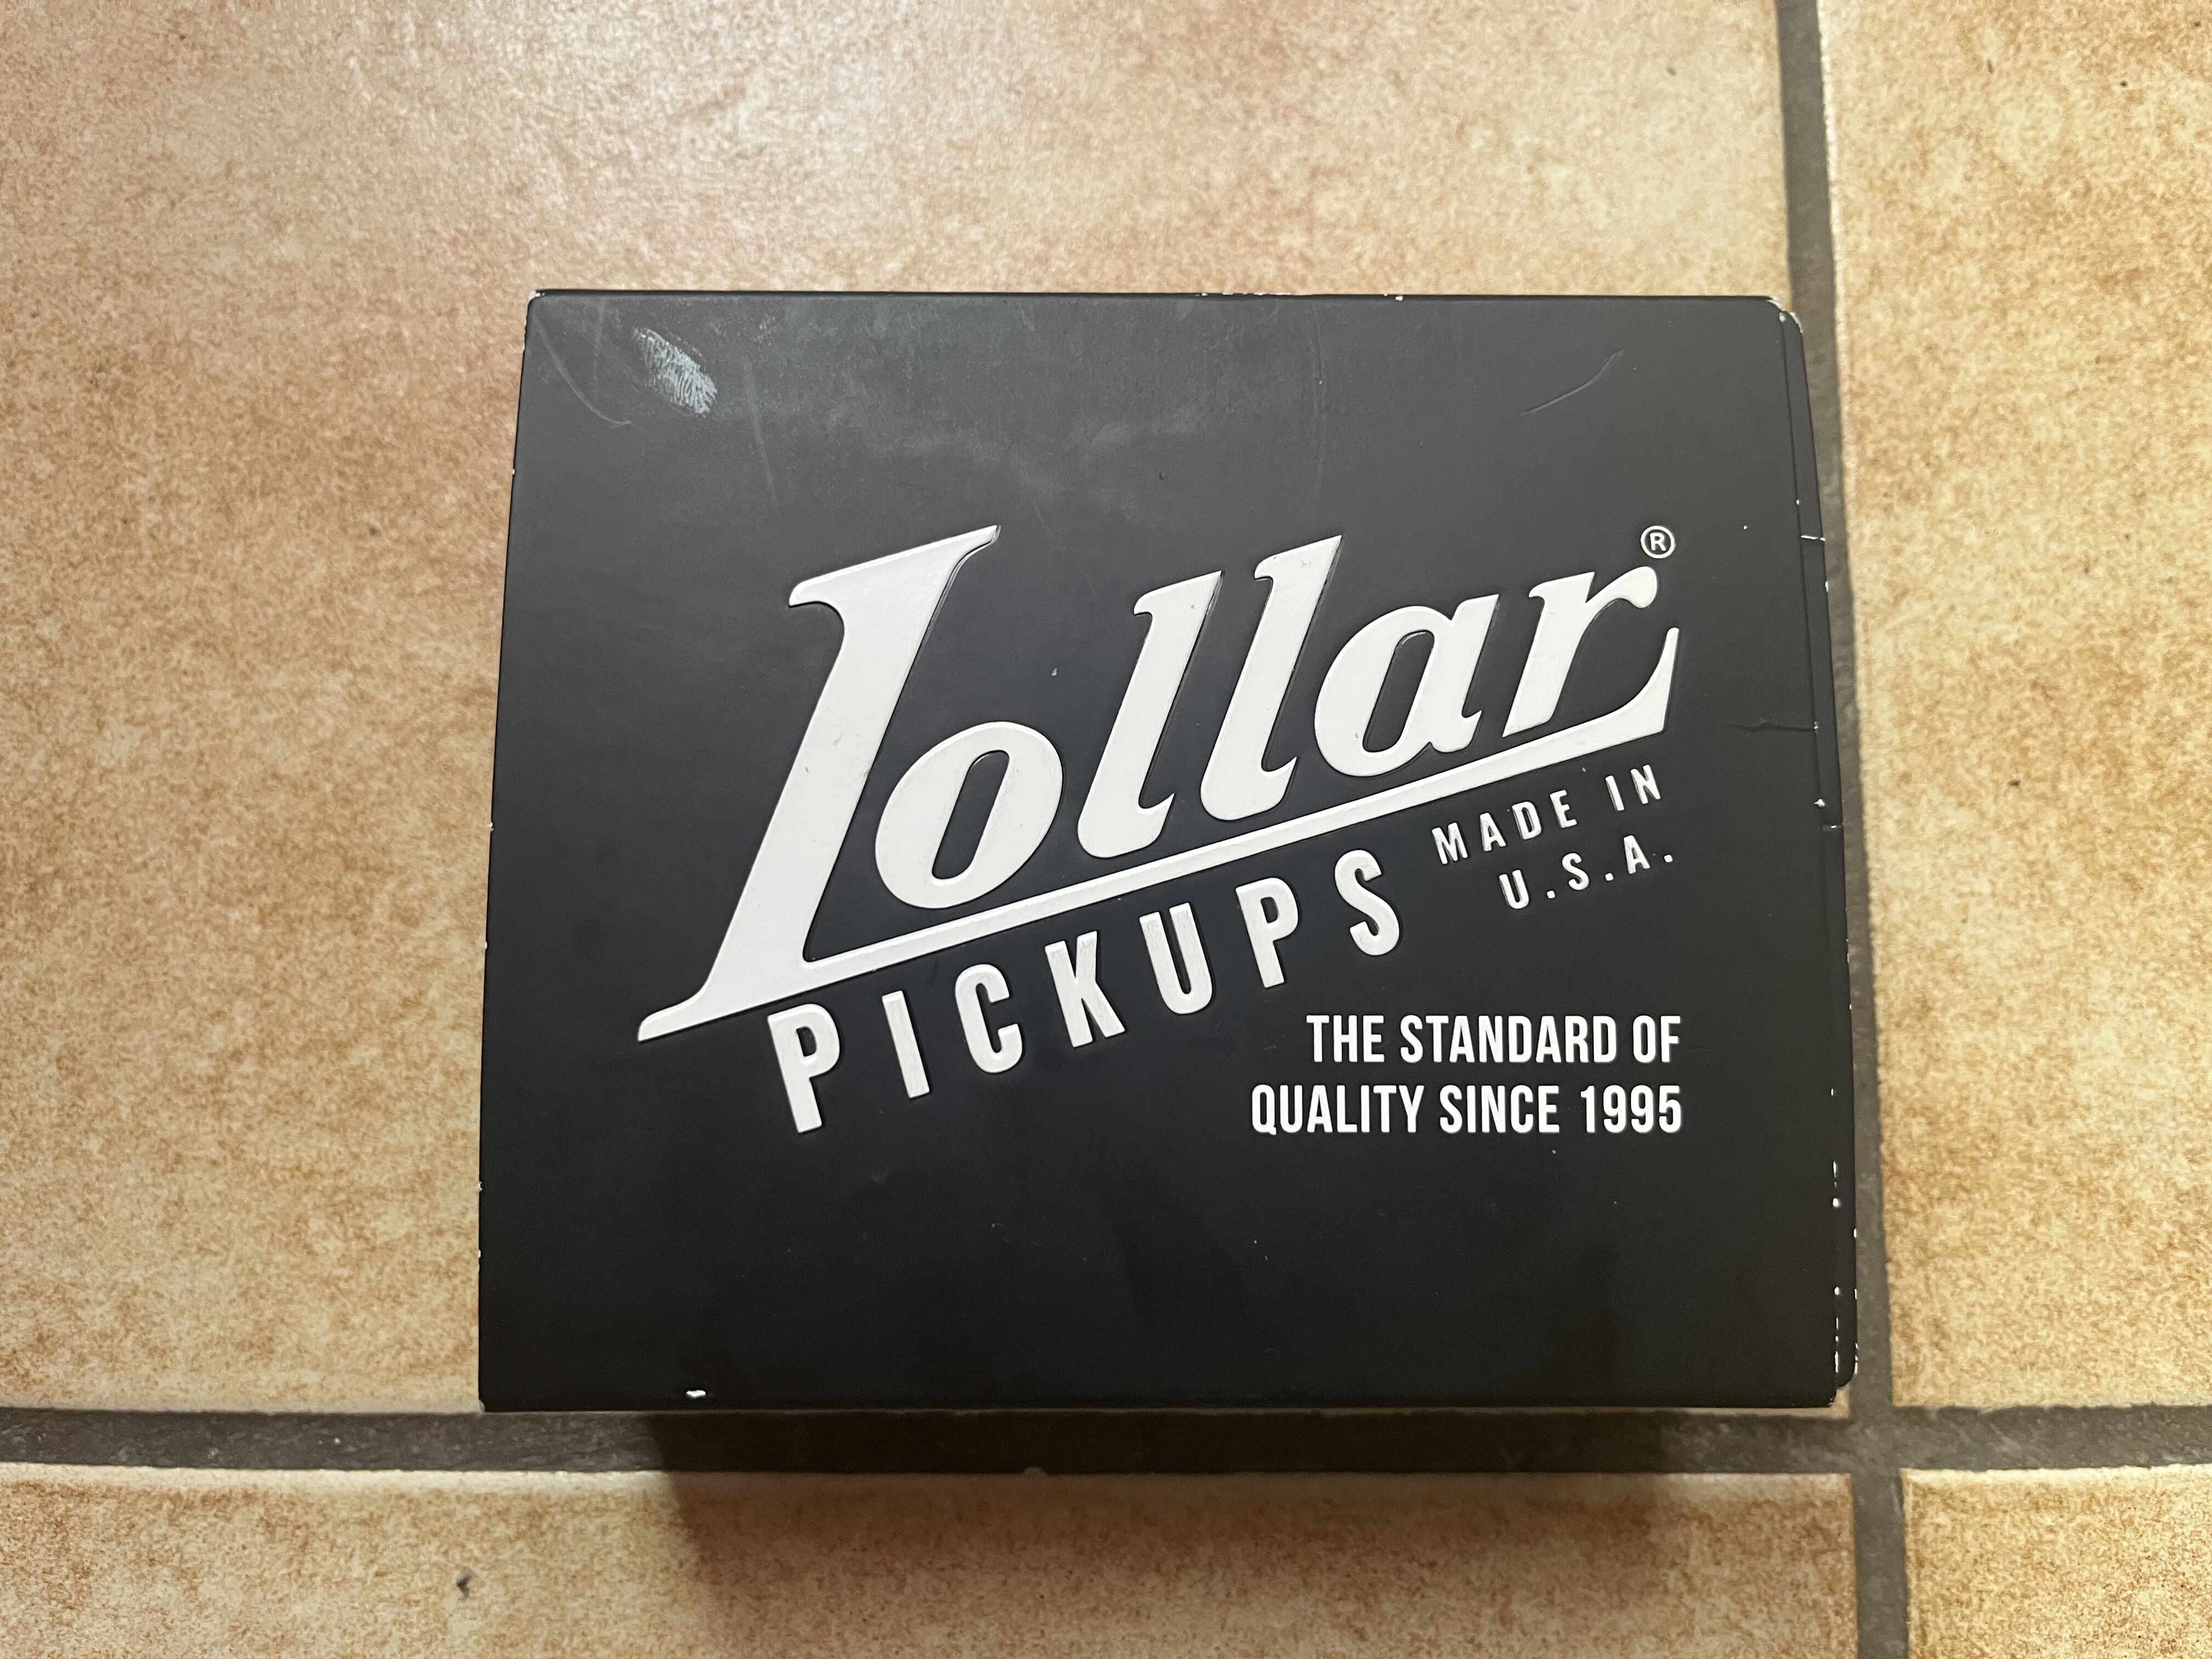 Lollar®
PICKUPS
MADE IN
U.S.A.
THE STANDARD OF
QUALITY SINCE 1995